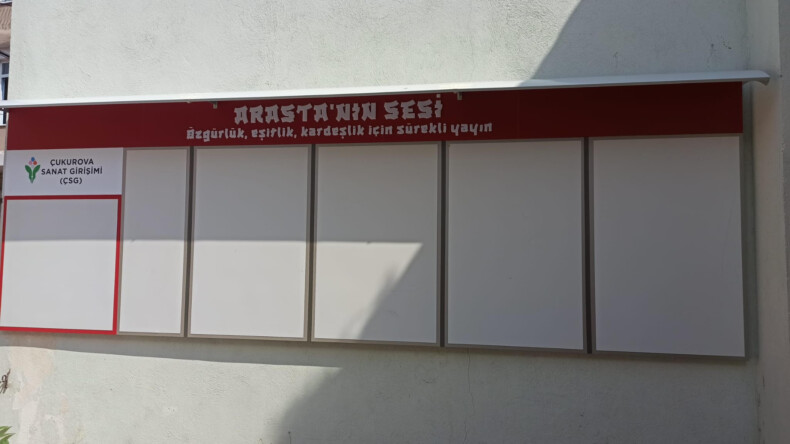 ARASTA'NIN SESİ
Özgürlük, eşitlik, kardeşlik için sürekli yayın
ÇUKUROVA
SANAT GİRİŞİMİ
(ÇSG)